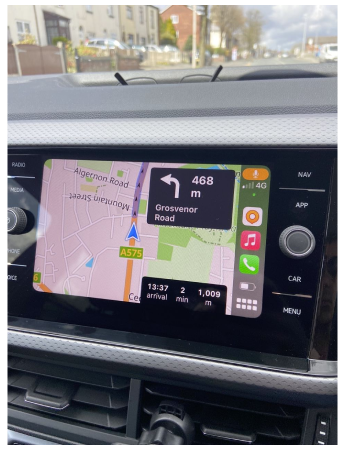 RADIO
MEDIA
NAV
APP
CAR
MENU
Algernon Road
Mountain Street
A575
468
m
Grosvenor
Road
4G
13:37
arrival
2
min
1,009
m